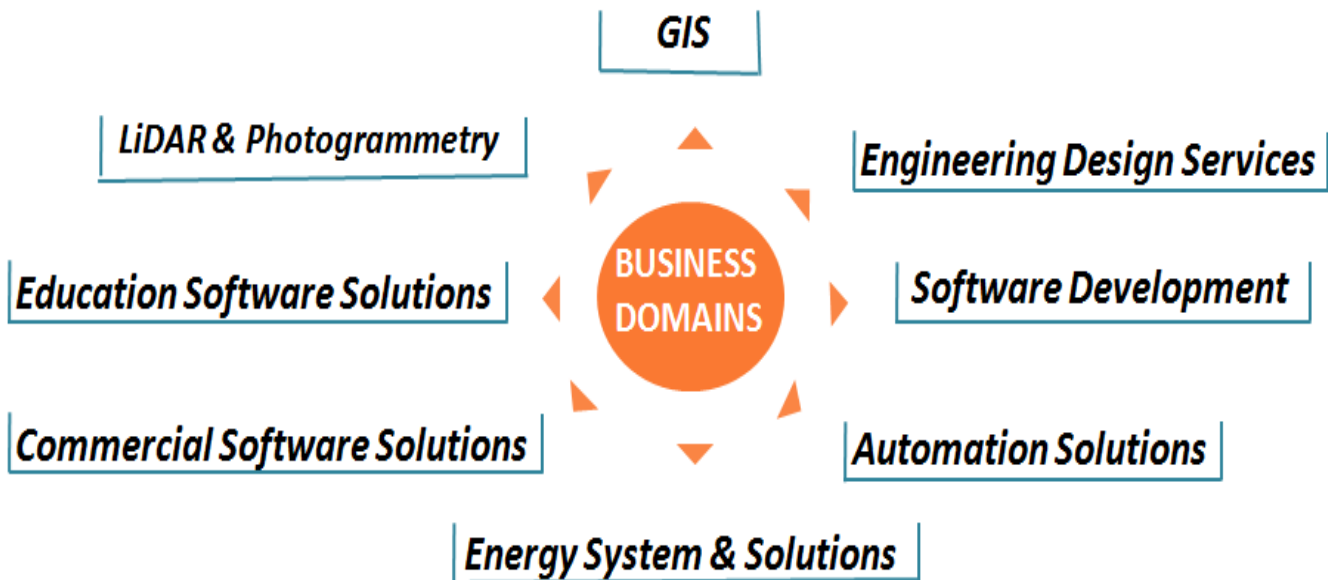 GIS
LiDAR & Photogrammetry
Engineering Design Services
BUSINESS
DOMAINS
Education Software Solutions
Software Development
Commercial Software Solutions
Automation Solutions
Energy System & Solutions